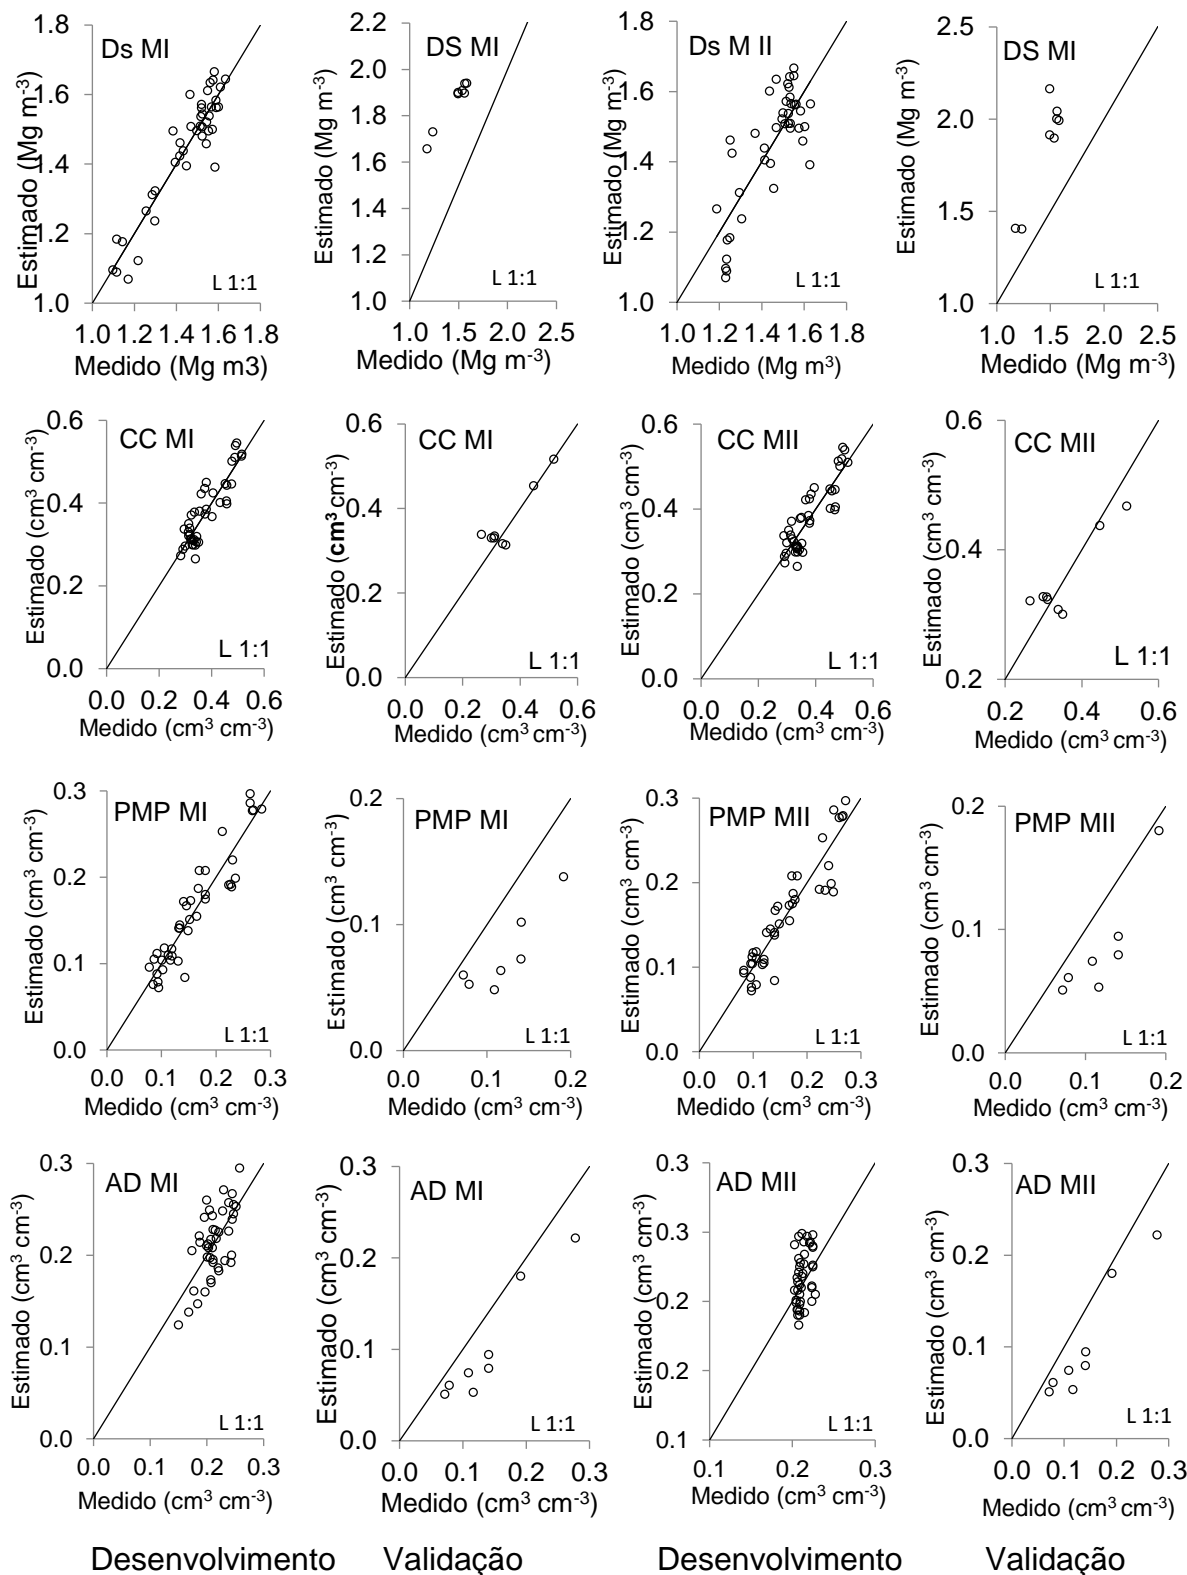 Ds MI
Estimado (Mg m-3)
1.8
1.6
1.4
1.2
1.0
L 1:1
1.0 1.2 1.4 1.6 1.8
Medido (Mg m3)
DS MI
Estimado (Mg m-3)
2.2
2.0
1.8
1.6
1.4
1.2
1.0
L 1:1
1.0 1.5 2.0 2.5
Medido (Mg m-3)
Ds M II
Estimado (Mg m-3)
1.8
1.6
1.4
1.2
1.0
L 1:1
1.0 1.2 1.4 1.6 1.8
Medido (Mg m3)
DS MI
Estimado (Mg m-3)
2.5
2.0
1.5
1.0
L 1:1
1.0 1.5 2.0 2.5
Medido (Mg m-3)
CC MI
Estimado (cm3 cm-3)
0.6
0.4
0.2
0.0
L 1:1
0.0 0.2 0.4 0.6
Medido (cm3 cm-3)
CC MI
Estimado (cm3 cm-3)
0.6
0.4
0.2
0.0
L 1:1
0.0 0.2 0.4 0.6
Medido (cm3 cm-3)
CC MII
Estimado (cm3 cm-3)
0.6
0.4
0.2
0.0
L 1:1
0.0 0.2 0.4 0.6
Medido (cm3 cm-3)
CC MII
Estimado (cm3 cm-3)
0.6
0.4
0.2
L 1:1
0.2 0.4 0.6
Medido (cm3 cm-3)
PMP MI
Estimado (cm3 cm-3)
0.3
0.2
0.1
0.0
L 1:1
0.0 0.1 0.2 0.3
Medido (cm3 cm-3)
PMP MI
Estimado (cm3 cm-3)
0.2
0.1
0.0
L 1:1
0.0 0.1 0.2
Medido (cm3 cm-3)
PMP MII
Estimado (cm3 cm-3)
0.3
0.2
0.1
0.0
L 1:1
0.0 0.1 0.2 0.3
Medido (cm3 cm-3)
PMP MII
Estimado (cm3 cm-3)
0.2
0.1
0.0
L 1:1
0.0 0.1 0.2
Medido (cm3 cm-3)
AD MI
Estimado (cm3 cm-3)
0.3
0.2
0.1
0.0
L 1:1
0.0 0.1 0.2 0.3
Medido (cm3 cm-3)
AD MI
Estimado (cm3 cm-3)
0.3
0.2
0.1
0.0
L 1:1
0.0 0.1 0.2 0.3
Medido (cm3 cm-3)
AD MII
Estimado (cm3 cm-3)
0.3
0.3
0.2
0.2
0.1
L 1:1
0.1 0.2 0.3
Medido (cm3 cm-3)
AD MII
Estimado (cm3 cm-3)
0.3
0.2
0.1
0.0
L 1:1
0.0 0.1 0.2 0.3
Medido (cm3 cm-3)
Desenvolvimento Validação Desenvolvimento Validação